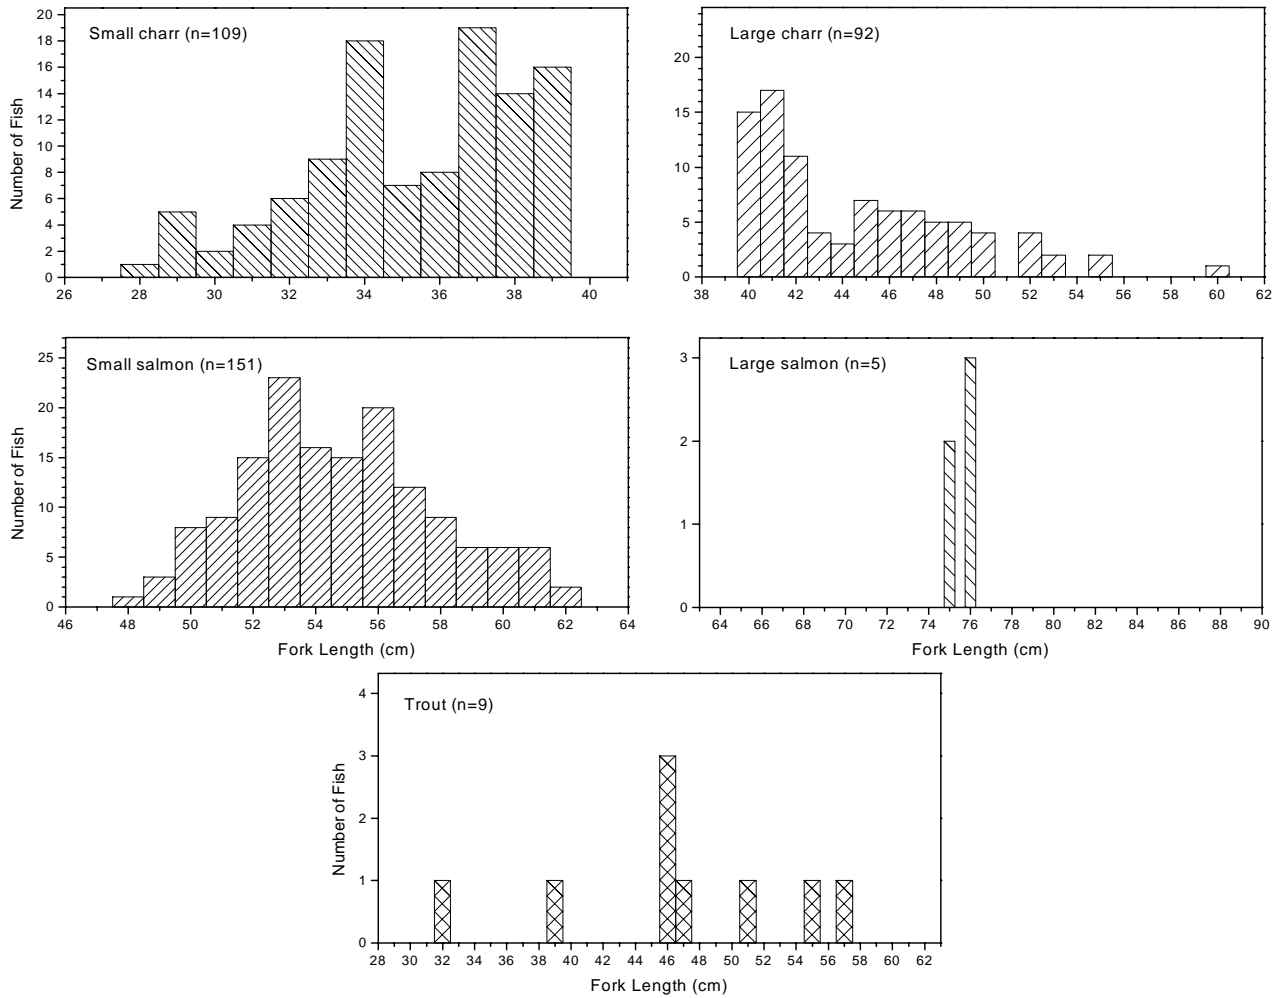 Small charr (n=109)
Number of Fish
20
18
16
14
12
10
8
6
4
2
0
26 28 30 32 34 36 38 40
Large charr (n=92)
20
15
10
5
0
38 40 42 44 46 48 50 52 54 56 58 60 62
Small salmon (n=151)
Number of Fish
25
20
15
10
5
0
46 48 50 52 54 56 58 60 62 64
Fork Length (cm)
Large salmon (n=5)
3
2
1
0
64 66 68 70 72 74 76 78 80 82 84 86 88 90
Fork Length (cm)
Trout (n=9)
Number of Fish
4
3
2
1
0
28 30 32 34 36 38 40 42 44 46 48 50 52 54 56 58 60 62
Fork Length (cm)